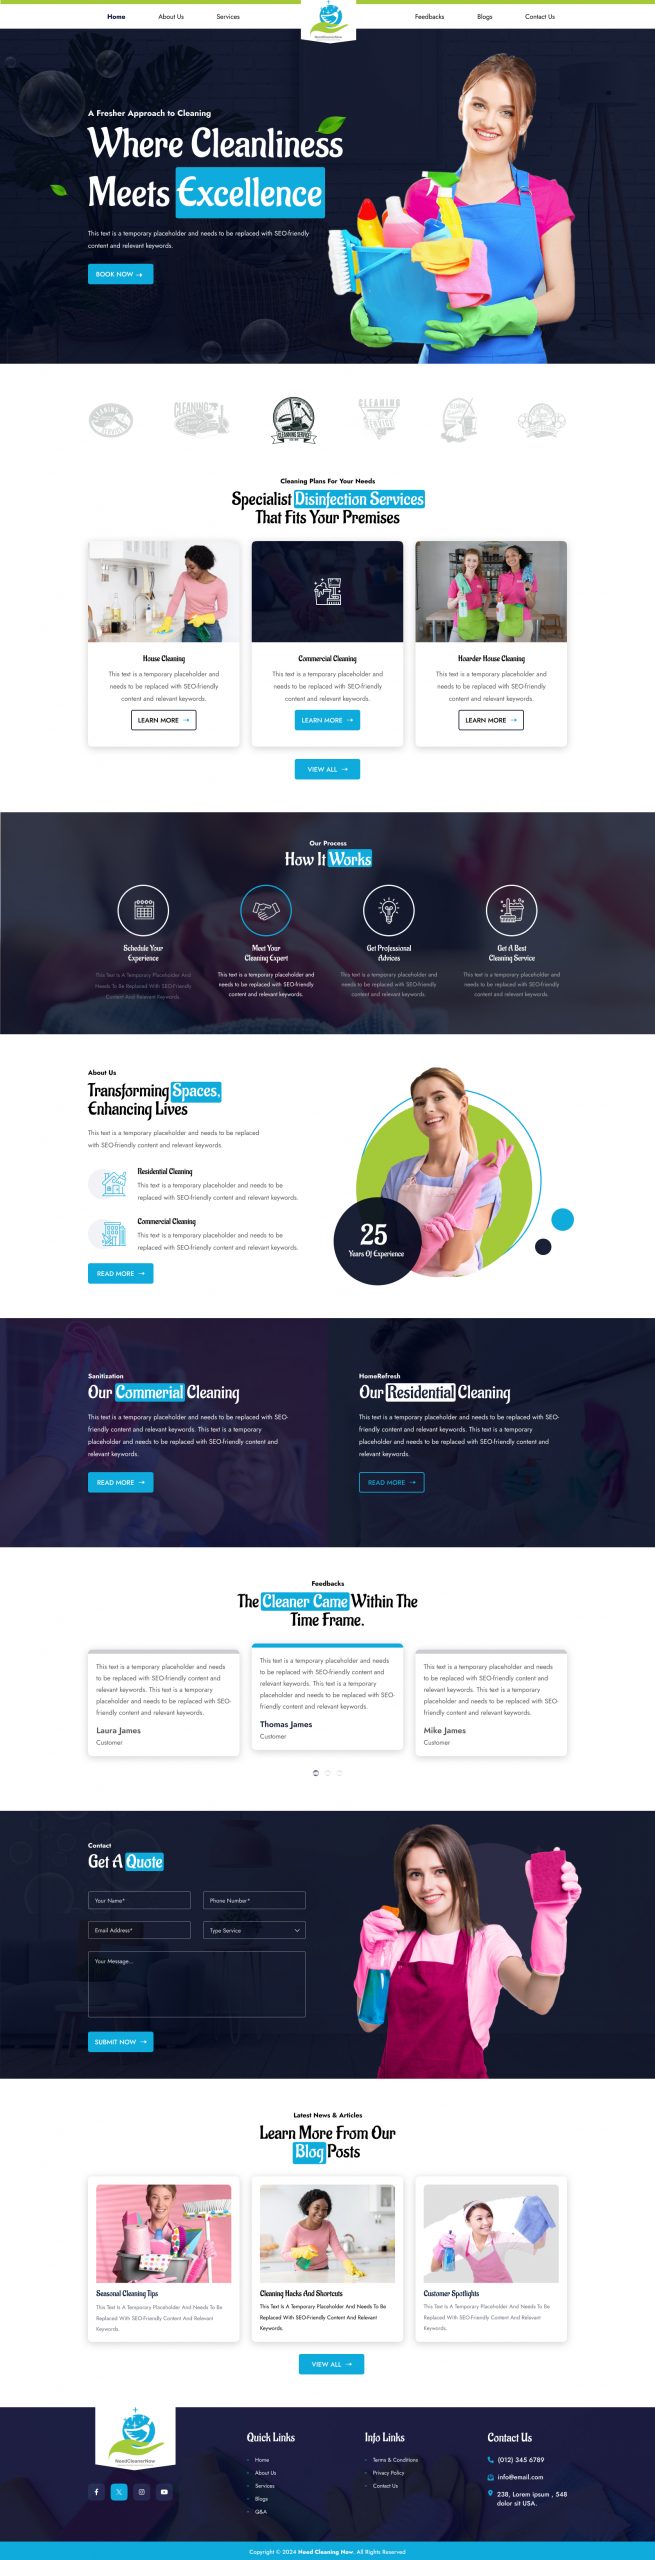 Home
About Us
Services
NeedCleanerNow
Feedbacks
Blogs
Contact Us
A Fresher Approach to Cleaning
Where Cleanliness
Meets Excellence
This text is a temporary placeholder and needs to be replaced with SEO-friendly
content and relevant keywords.
BOOK NOW
CLEANING
SERVICE
CLEANING
CLEANING SERVICE
CLEANING
SERVICE
CLEANING
Cleaning Plans For Your Needs
Specialist Disinfection Services
That Fits Your Premises
House Cleaning
This text is a temporary placeholder and
needs to be replaced with SEO-friendly
content and relevant keywords.
LEARN MORE
Commercial Cleaning
This text is a temporary placeholder and
needs to be replaced with SEO-friendly
content and relevant keywords.
LEARN MORE
Hoarder House Cleaning
This text is a temporary placeholder and
needs to be replaced with SEO-friendly
content and relevant keywords.
LEARN MORE
VIEW ALL
Our Process
How It Works
Schedule Your
Experience
This Text Is A Temporary Placeholder And
Needs To Be Replaced With SEO-Friendly
Content And Relevant Keywords.
Meet Your
Cleaning Expert
This text is a temporary placeholder and
needs to be replaced with SEO-friendly
content and relevant keywords.
Get Professional
Advices
This text is a temporary placeholder and
needs to be replaced with SEO-friendly
content and relevant keywords.
Get A Best
Cleaning Service
This text is a temporary placeholder and
needs to be replaced with SEO-friendly
content and relevant keywords.
About Us
Transforming Spaces,
Enhancing Lives
This text is a temporary placeholder and needs to be replaced
with SEO-friendly content and relevant keywords.
Residential Cleaning
This text is a temporary placeholder and needs to be
replaced with SEO-friendly content and relevant keywords.
Commercial Cleaning
This text is a temporary placeholder and needs to be
replaced with SEO-friendly content and relevant keywords.
READ MORE
25
Years Of Experience
Sanitization
Our Commerial Cleaning
This text is a temporary placeholder and needs to be replaced with SEO-
friendly content and relevant keywords. This text is a temporary
placeholder and needs to be replaced with SEO-friendly content and
relevant keywords.
READ MORE
HomeRefresh
Our Residential Cleaning
This text is a temporary placeholder and needs to be replaced with SEO-
friendly content and relevant keywords. This text is a temporary
placeholder and needs to be replaced with SEO-friendly content and
relevant keywords.
READ MORE
Feedbacks
The Cleaner Came Within The
Time Frame.
This text is a temporary placeholder and needs
to be replaced with SEO-friendly content and
relevant keywords. This text is a temporary
placeholder and needs to be replaced with SEO-
friendly content and relevant keywords.
Laura James
Customer
This text is a temporary placeholder and needs
to be replaced with SEO-friendly content and
relevant keywords. This text is a temporary
placeholder and needs to be replaced with SEO-
friendly content and relevant keywords.
Thomas James
Customer
This text is a temporary placeholder and needs
to be replaced with SEO-friendly content and
relevant keywords. This text is a temporary
placeholder and needs to be replaced with SEO-
friendly content and relevant keywords.
Mike James
Customer
Contact
Get A Quote
Your Name*
Phone Number*
Email Address*
Type Service
Your Message...
SUBMIT NOW
Latest News & Articles
Learn More From Our
Blog Posts
Seasonal Cleaning Tips
This Text Is A Temporary Placeholder And Needs To Be
Replaced With SEO-Friendly Content And Relevant
Keywords.
Cleaning Hacks And Shortcuts
This Text Is A Temporary Placeholder And Needs To Be
Replaced With SEO-Friendly Content And Relevant
Keywords.
Customer Spotlights
This Text Is A Temporary Placeholder And Needs To Be
Replaced With SEO-Friendly Content And Relevant
Keywords.
VIEW ALL
NeedCleanerNow
Quick Links
Home
About Us
Services
Blogs
Q&A
Info Links
Terms & Conditions
Privacy Policy
Contact Us
Contact Us
(012) 345 6789
info@email.com
238, Lorem ipsum , 548
dolor sit USA.
Copyright © 2024 Need Cleaning Now. All Rights Reserved